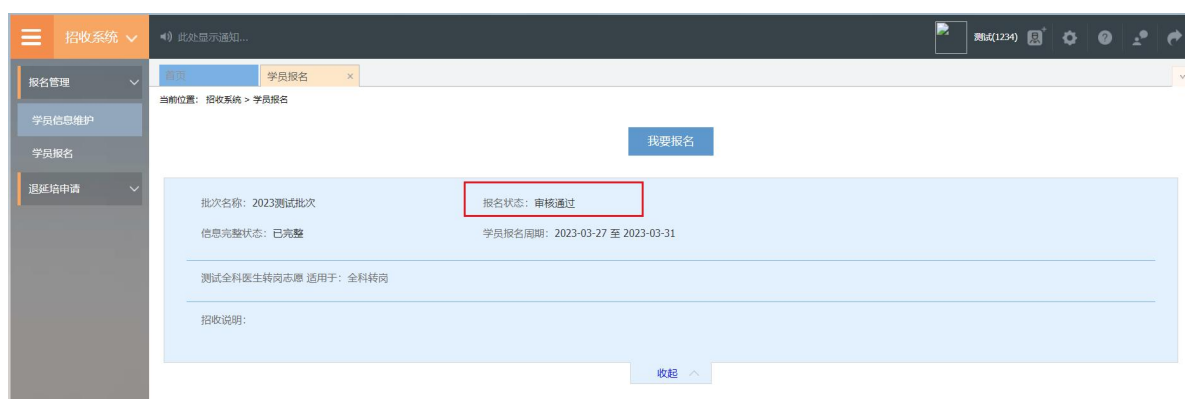 招收系统
此处显示通知...
测试(1234)
报名管理
首页
学员报名
当前位置： 招收系统 > 学员报名
学员信息维护
我要报名
学员报名
退延培申请
批次名称：2023测试批次
报名状态：审核通过
信息完整状态：已完整
学员报名周期：2023-03-27 至 2023-03-31
测试全科医生转岗志愿 适用于：全科转岗
招收说明：
收起